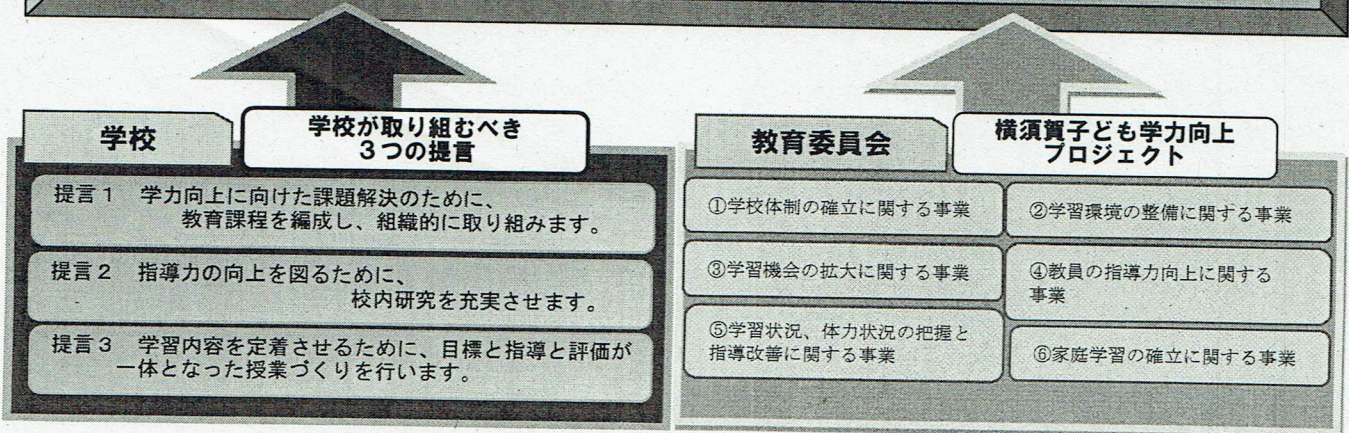 学校
学校が取り組むべき
3つの提言
提言1　学力向上に向けた課題解決のために、
教育課程を編成し、組織的に取り組みます。
提言2　指導力の向上を図るために、
校内研究を充実させます。
提言3　学習内容を定着させるために、目標と指導と評価が
一体となった授業づくりを行います。
教育委員会
横須賀子ども学力向上
プロジェクト
①学校体制の確立に関する事業
②学習環境の整備に関する事業
③学習機会の拡大に関する事業
④教員の指導力向上に関する
事業
⑤学習状況、体力状況の把握と
指導改善に関する事業
⑥家庭学習の確立に関する事業